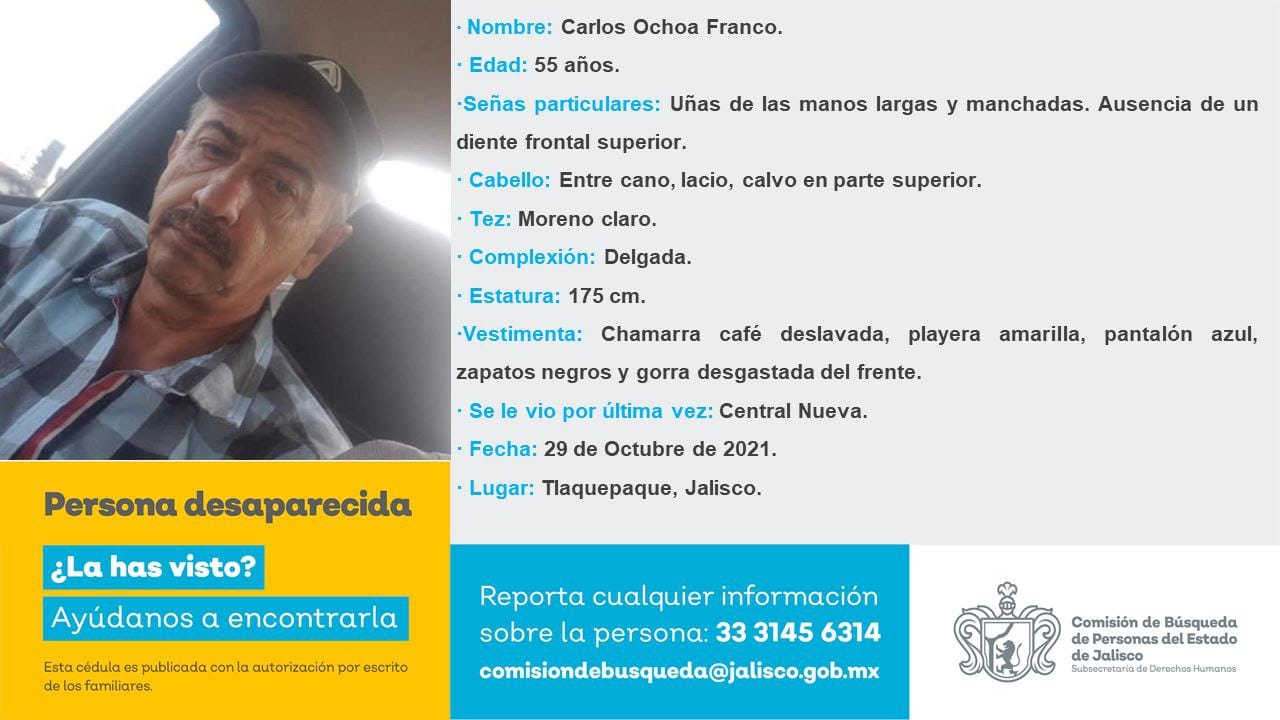 · Nombre: Carlos Ochoa Franco.
· Edad: 55 años.
·Señas particulares: Uñas de las manos largas y manchadas. Ausencia de un
diente frontal superior.
· Cabello: Entre cano, lacio, calvo en parte superior.
· Tez: Moreno claro.
· Complexión: Delgada.
· Estatura: 175 cm.
·Vestimenta: Chamarra café deslavada, playera amarilla, pantalón azul,
zapatos negros y gorra desgastada del frente.
· Se le vio por última vez: Central Nueva.
· Fecha: 29 de Octubre de 2021.
· Lugar: Tlaquepaque, Jalisco.
Persona desaparecida
¿La has visto?
Ayúdanos a encontrarla
Esta cédula es publicada con la autorización por escrito
de los familiares.
Reporta cualquier información
sobre la persona: 33 3145 6314
comisiondebusqueda@jalisco.gob.mx
Comisión de Búsqueda
de Personas del Estado
de Jalisco
Subsecretaría de Derechos Humanos